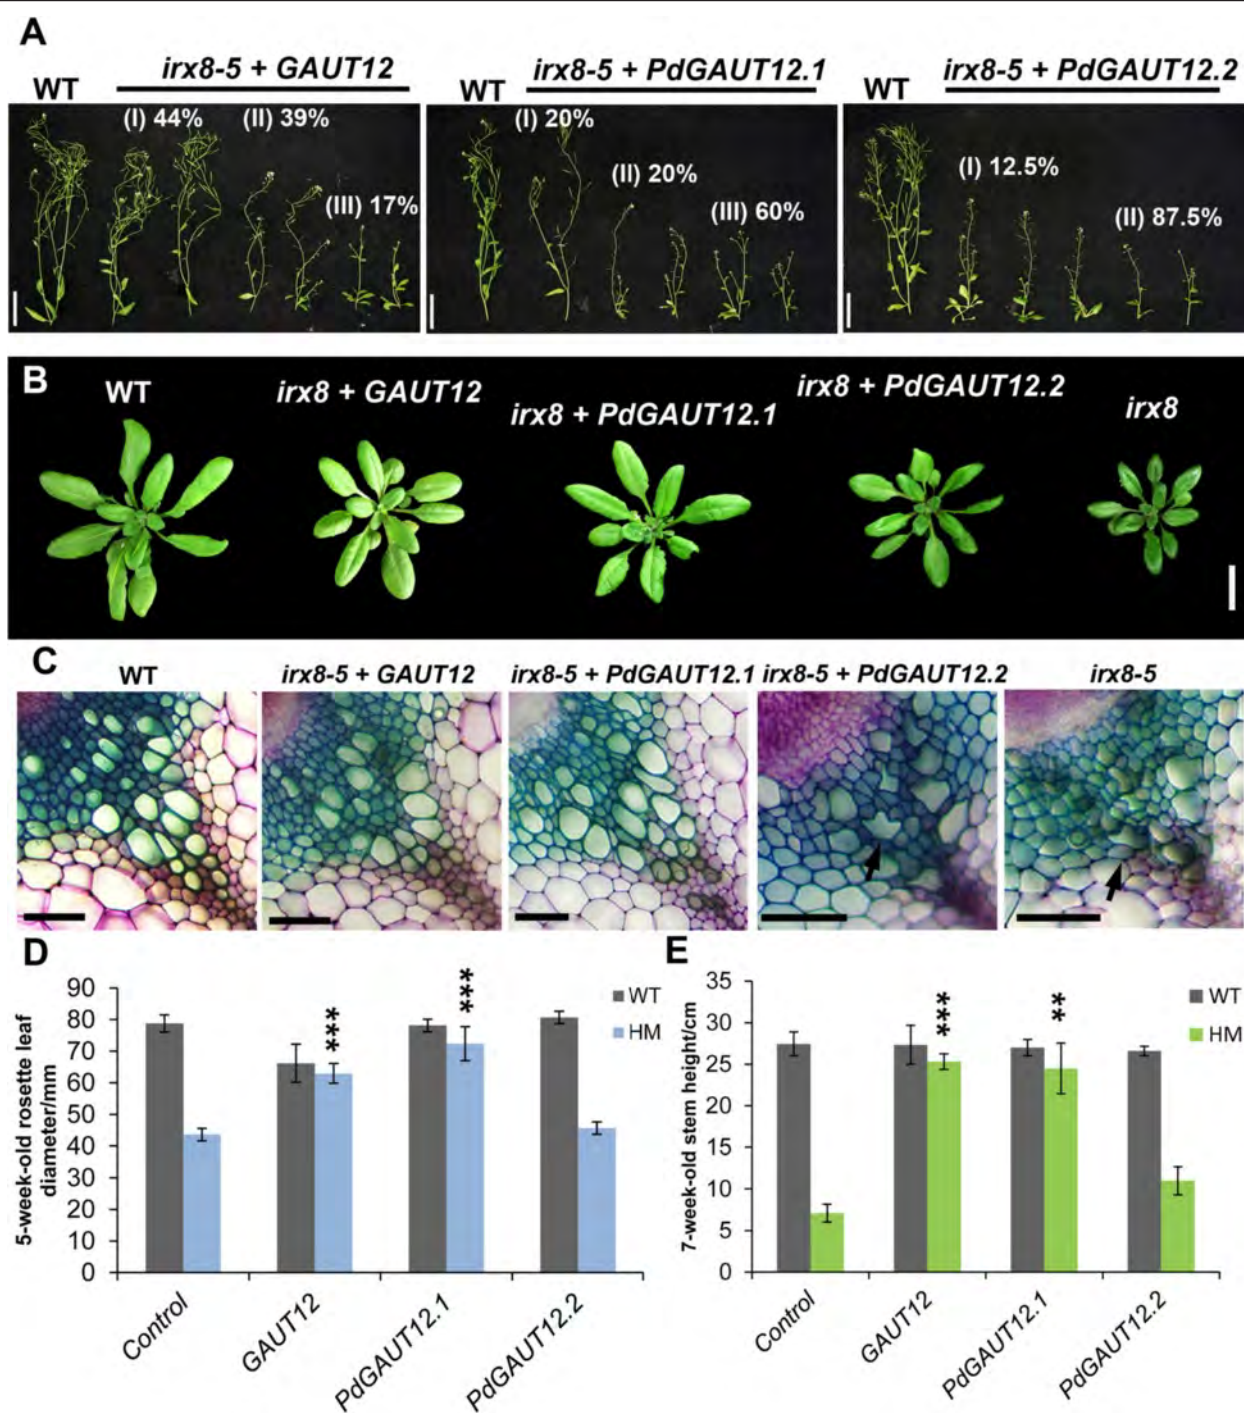 A
WT
irx8-5 + GAUT12
WT
irx8-5 + PdGAUT12.1
WT
irx8-5 + PdGAUT12.2
(I) 44%
(II) 39%
(III) 17%
(I) 20%
(II) 20%
(III) 60%
(I) 12.5%
(II) 87.5%
B
WT
irx8 + GAUT12
irx8 + PdGAUT12.1
irx8 + PdGAUT12.2
irx8
C
WT
irx8-5 + GAUT12
irx8-5 + PdGAUT12.1
irx8-5 + PdGAUT12.2
irx8-5
D
5-week-old rosette leaf
diameter/mm
90
80
70
60
50
40
30
20
10
0
***
***
WT
HM
Control
GAUT12
PdGAUT12.1
PdGAUT12.2
E
7-week-old stem height/cm
35
30
25
20
15
10
5
0
***
**
WT
HM
Control
GAUT12
PdGAUT12.1
PdGAUT12.2